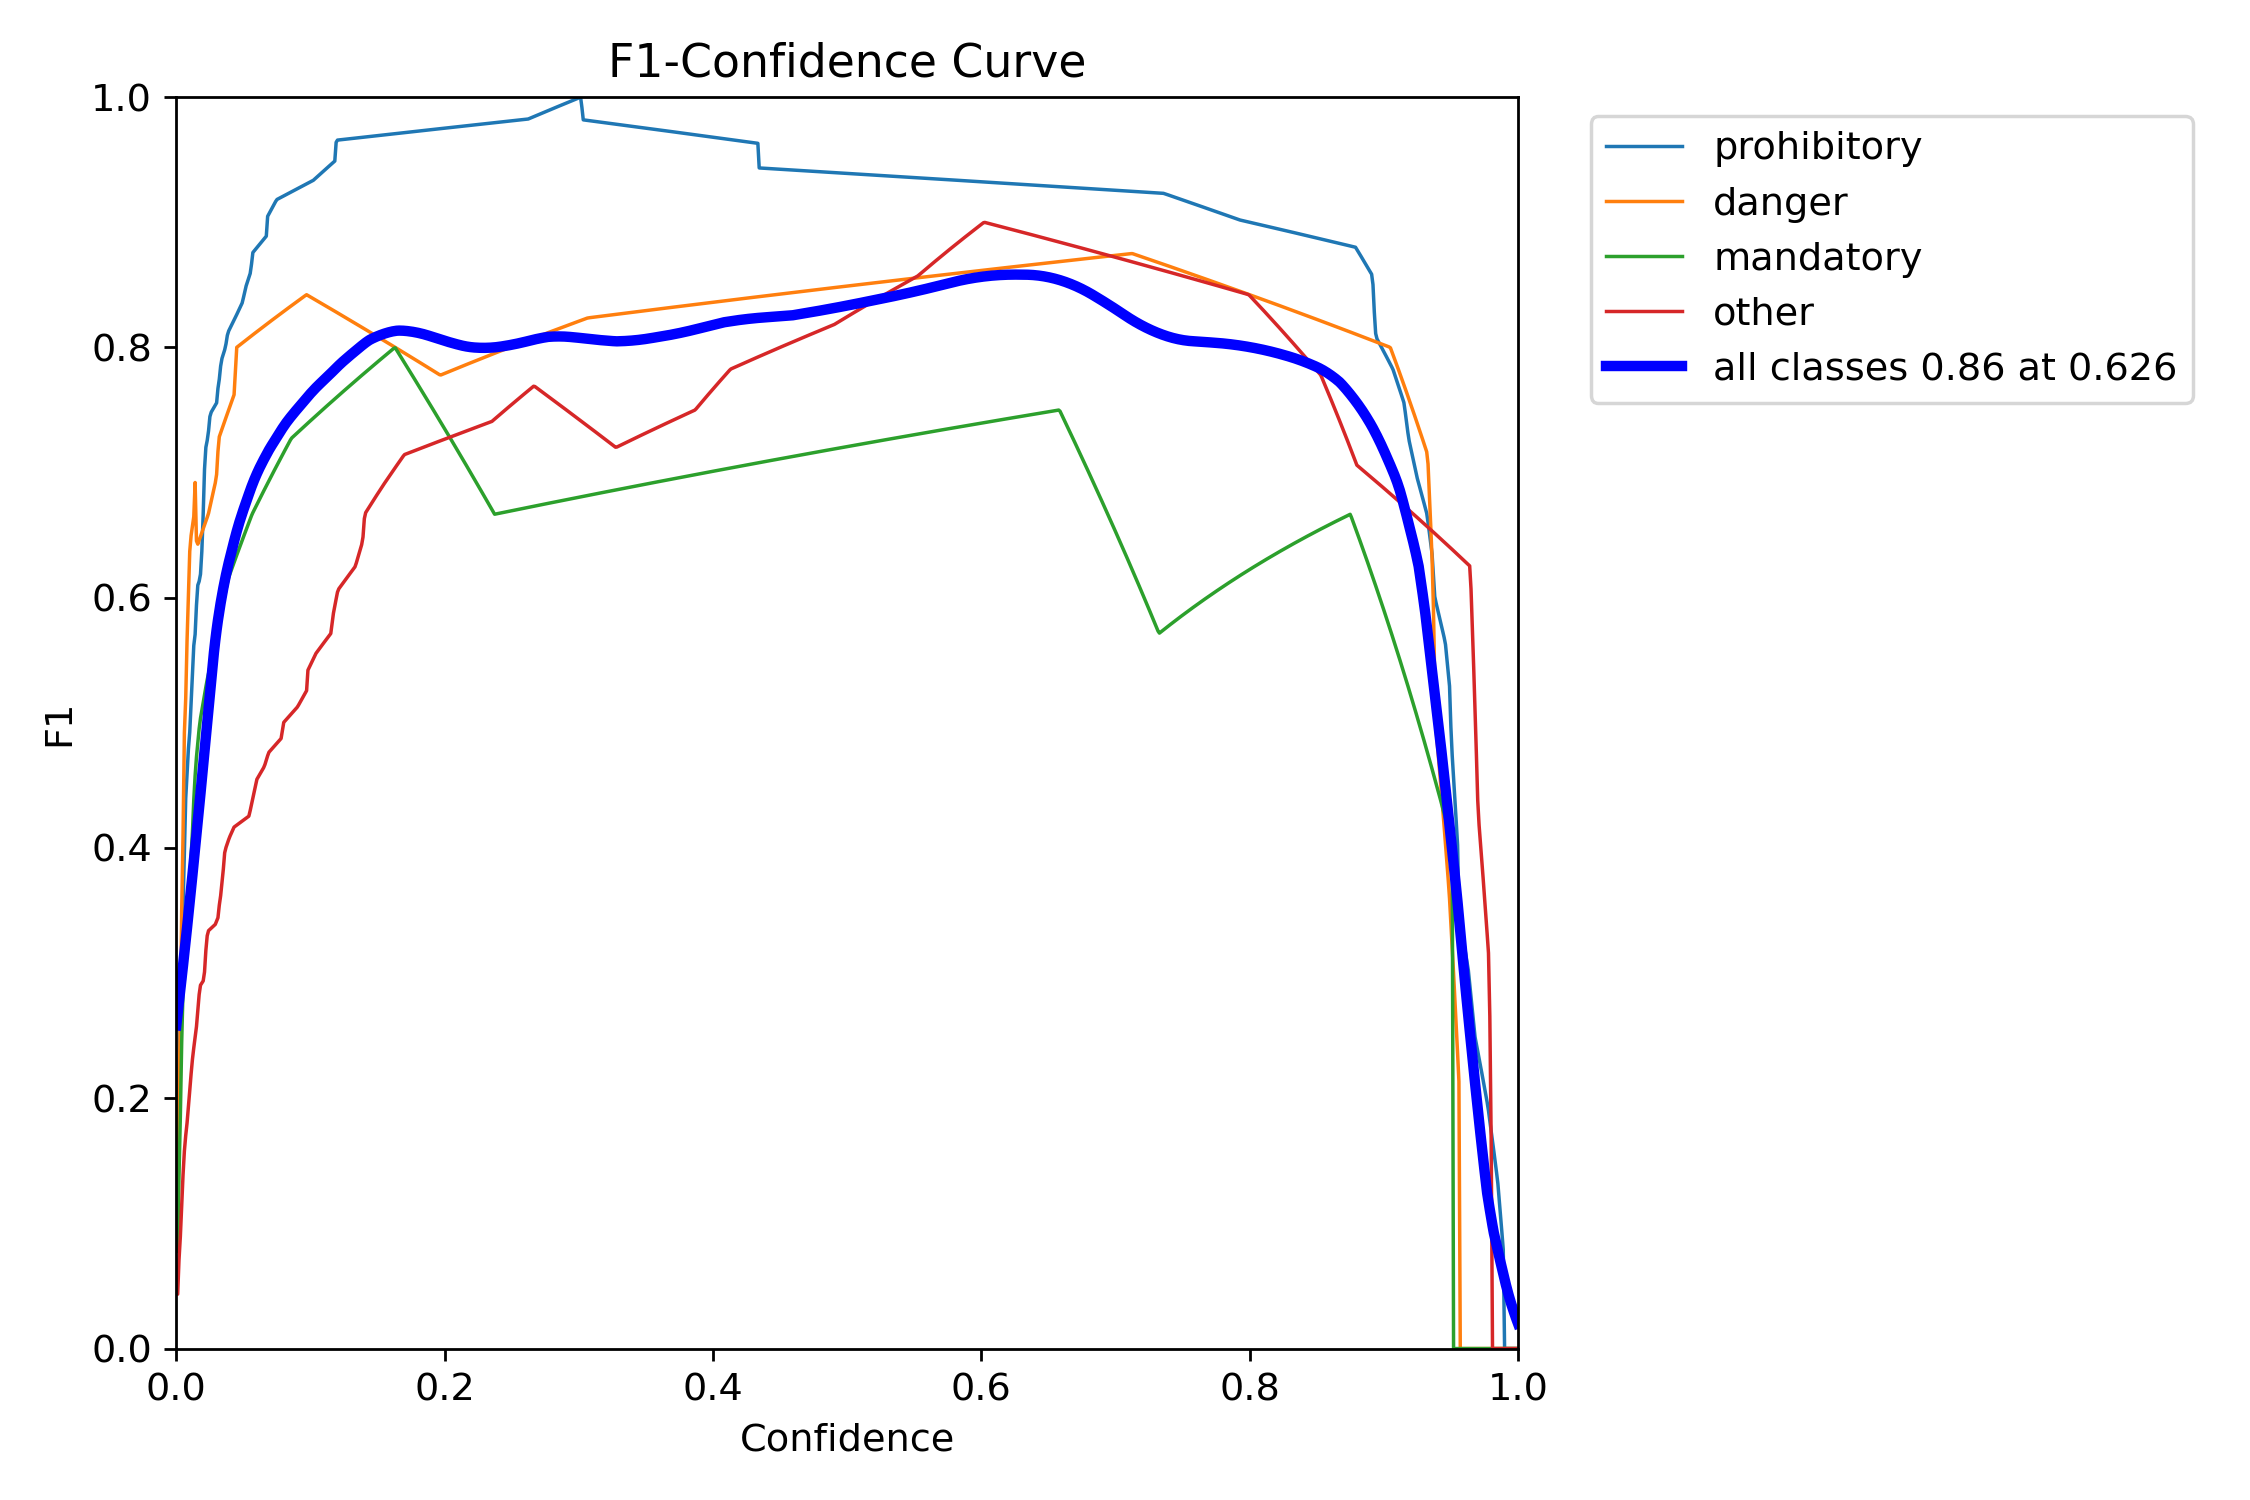 F1-Confidence Curve
1.0
0.8
0.6
0.4
0.2
0.0
F1
0.0 0.2 0.4 0.6 0.8 1.0
Confidence
prohibitory
danger
mandatory
other
all classes 0.86 at 0.626